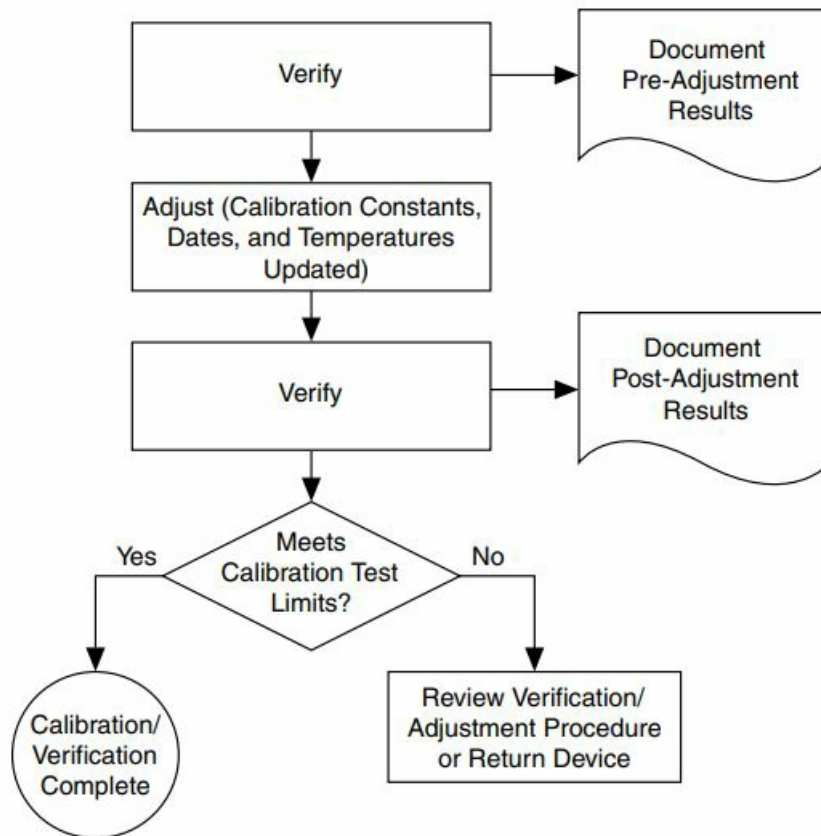 Verify
Document
Pre-Adjustment
Results
Adjust (Calibration Constants,
Dates, and Temperatures
Updated)
Verify
Document
Post-Adjustment
Results
Meets
Calibration Test
Limits?
Yes
No
Calibration/
Verification
Complete
Review Verification/
Adjustment Procedure
or Return Device